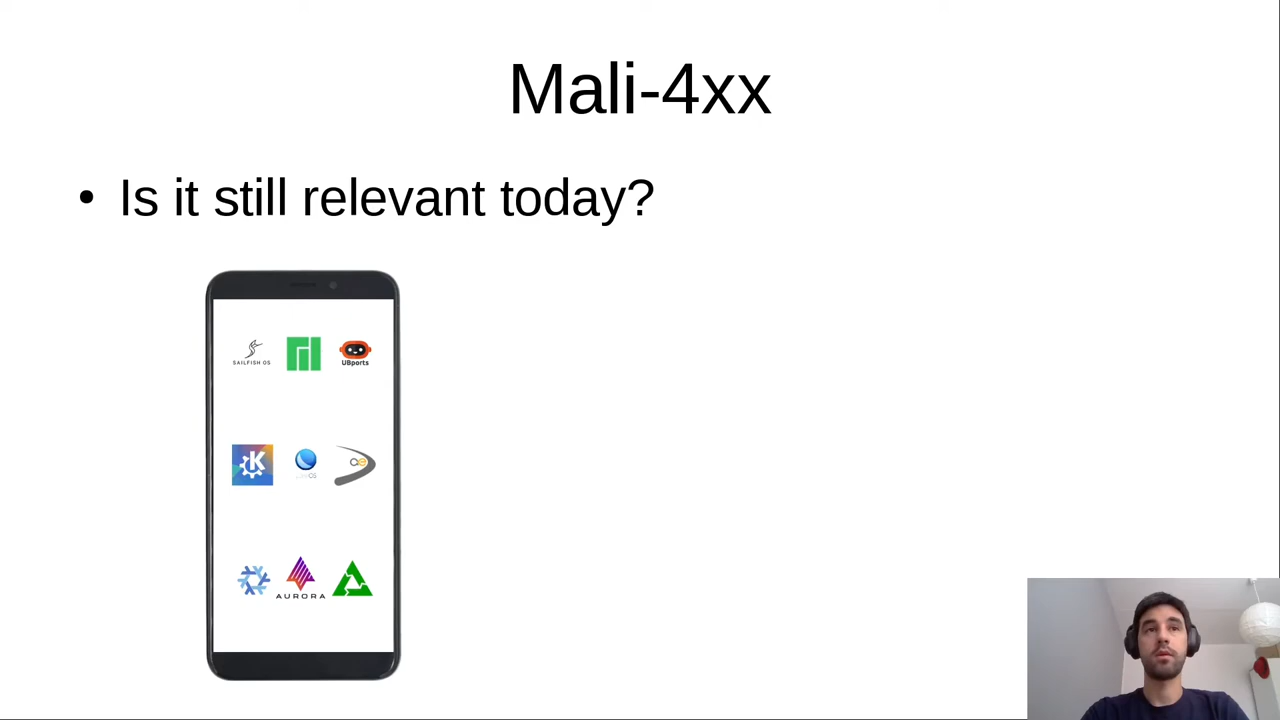 Mali-4xx
• Is it still relevant today?
SAILFISH OS
UBports
AURORA